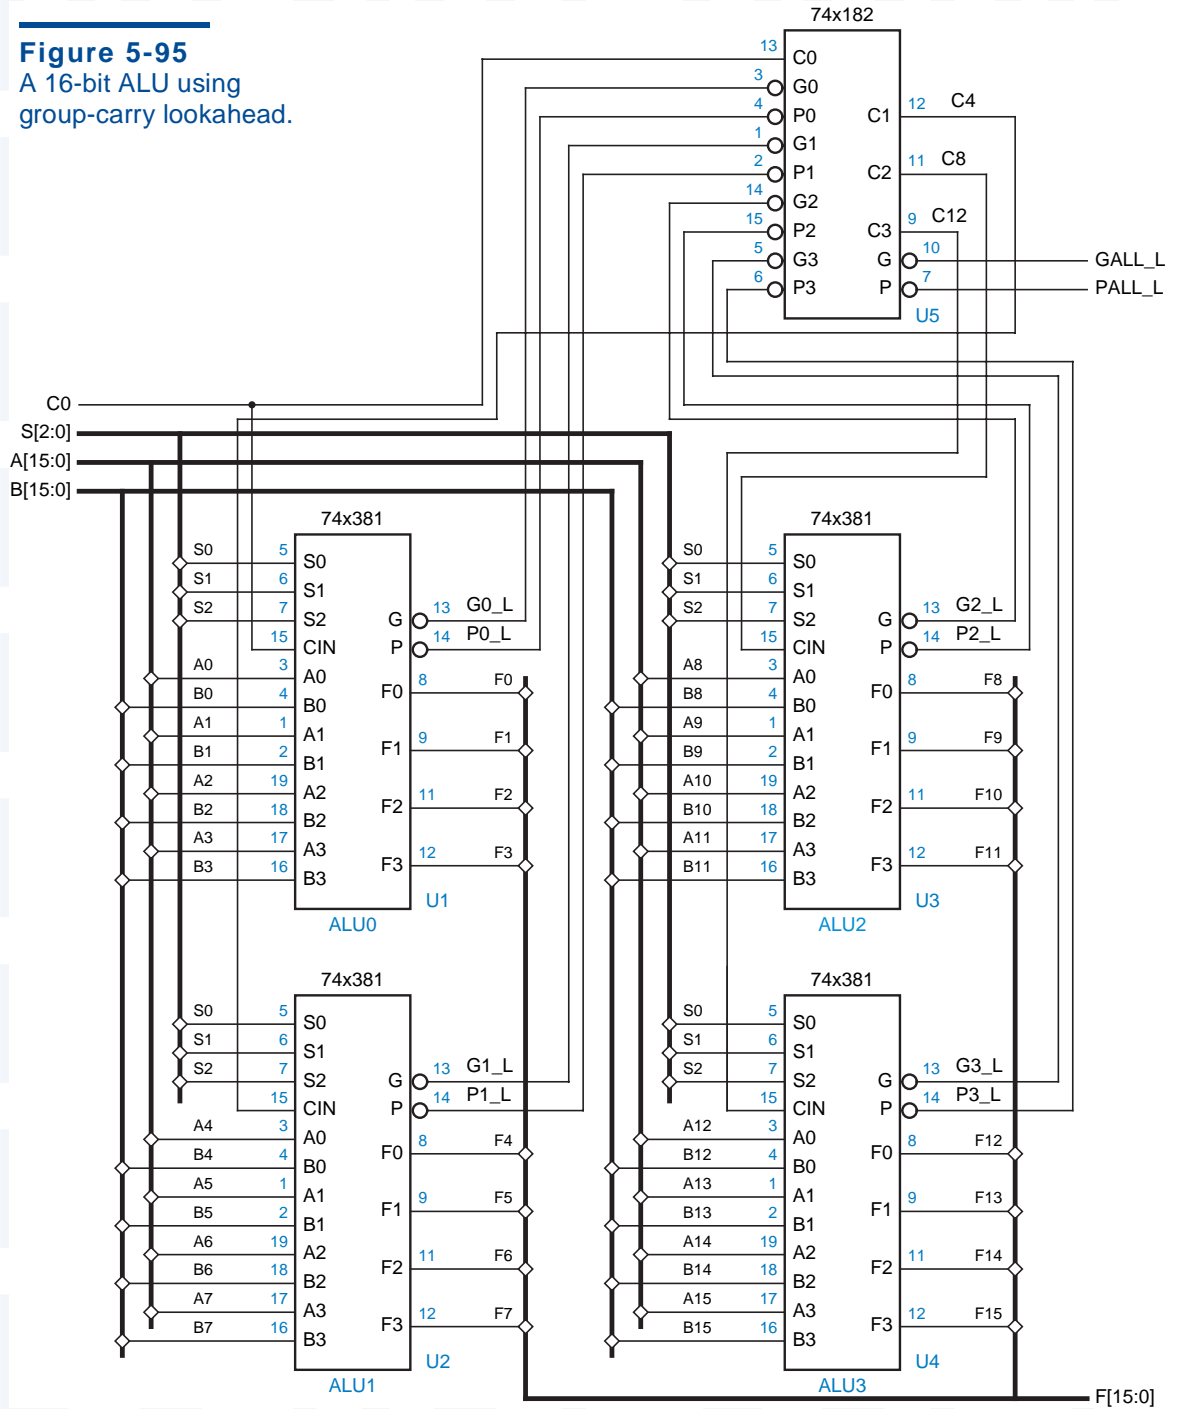 Figure 5-95
A 16-bit ALU using
group-carry lookahead.
74x182
13 C0
3 G0
4 P0
1 G1
2 P1
14 G2
15 P2
5 G3
6 P3
C1 12 C4
C2 11 C8
C3 9 C12
G 10 GALL_L
P 7 PALL_L
U5
C0
S[2:0]
A[15:0]
B[15:0]
74x381
S0 5 S0
S1 6 S1
S2 7 S2
15 CIN
A0 3 A0
B0 4 B0
A1 1 A1
B1 2 B1
A2 19 A2
B2 18 B2
A3 17 A3
B3 16 B3
G 13 G0_L
P 14 P0_L
F0 8 F0
F1 9 F1
F2 11 F2
F3 12 F3
U1
ALU0
74x381
S0 5 S0
S1 6 S1
S2 7 S2
15 CIN
A8 3 A0
B8 4 B0
A9 1 A1
B9 2 B1
A10 19 A2
B10 18 B2
A11 17 A3
B11 16 B3
G 13 G2_L
P 14 P2_L
F0 8 F8
F1 9 F9
F2 11 F10
F3 12 F11
U3
ALU2
74x381
S0 5 S0
S1 6 S1
S2 7 S2
15 CIN
A4 3 A0
B4 4 B0
A5 1 A1
B5 2 B1
A6 19 A2
B6 18 B2
A7 17 A3
B7 16 B3
G 13 G1_L
P 14 P1_L
F0 8 F4
F1 9 F5
F2 11 F6
F3 12 F7
U2
ALU1
74x381
S0 5 S0
S1 6 S1
S2 7 S2
15 CIN
A12 3 A0
B12 4 B0
A13 1 A1
B13 2 B1
A14 19 A2
B14 18 B2
A15 17 A3
B15 16 B3
G 13 G3_L
P 14 P3_L
F0 8 F12
F1 9 F13
F2 11 F14
F3 12 F15
U4
ALU3
F[15:0]